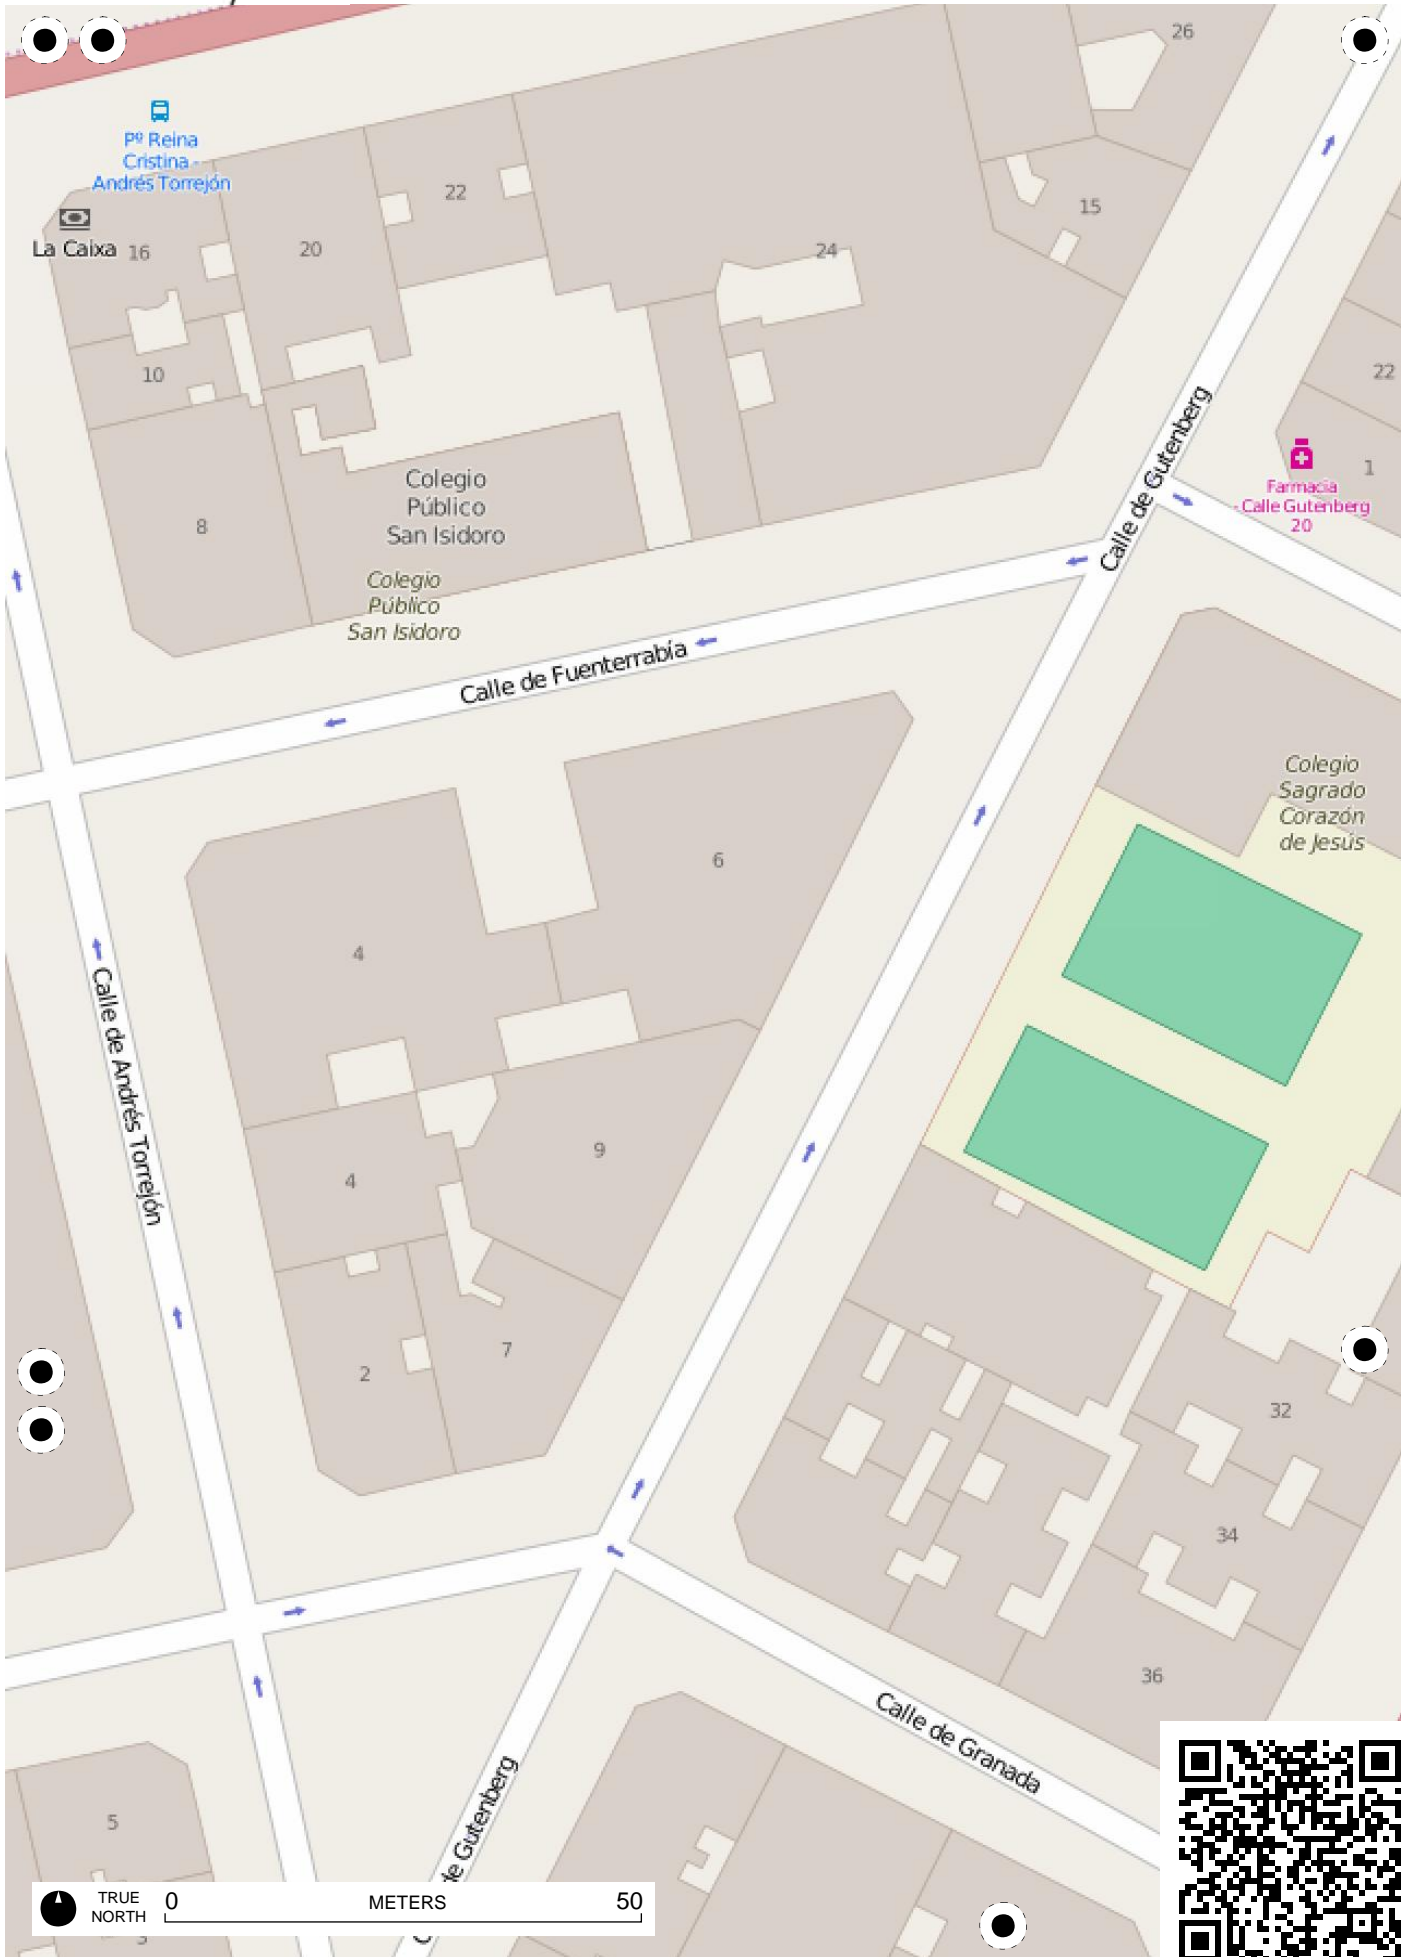 26
Pº Reina
Cristina -
Andrés Torrejón
22
15
La Caixa
16
20
24
10
22
Calle de Gutenberg
1
Farmacia
- Calle Gutenberg
20
Colegio
Público
San Isidoro
8
Colegio
Público
San Isidoro
Calle de Fuenterrabía
Colegio
Sagrado
Corazón
de Jesús
6
4
Calle de Andrés Torrejón
9
4
7
2
32
34
36
Calle de Granada
de Gutenberg
5
TRUE
NORTH
0
METERS
50